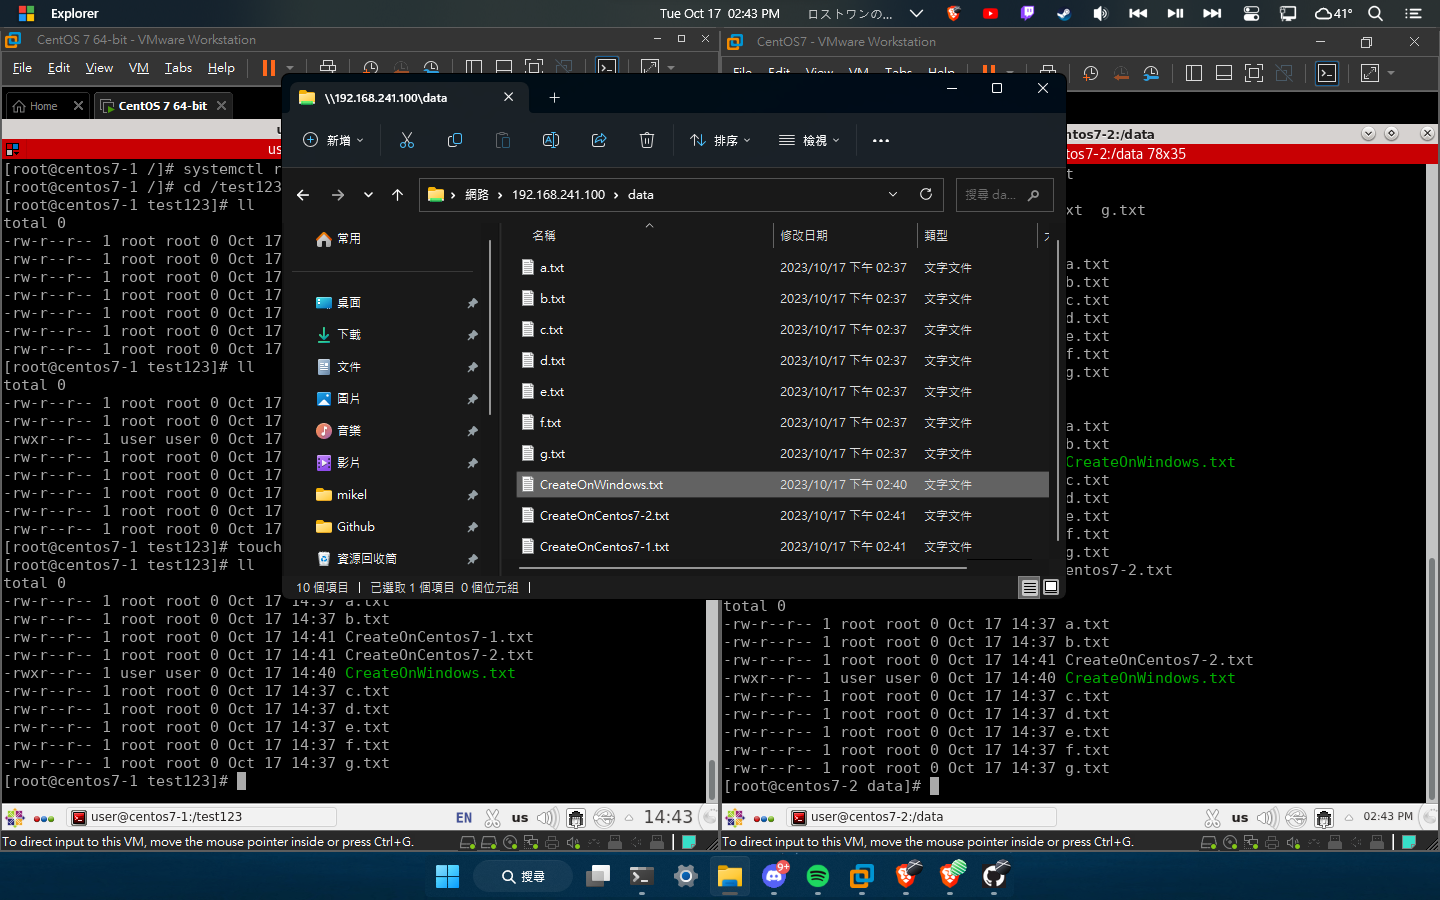 Explorer
Tue Oct 17 02:43 PM
ロストワンの...
41°
CentOS 7 64-bit - VMware Workstation
File Edit View VM Tabs Help
Home
CentOS 7 64-bit
[root@centos7-1 /]# systemctl r
[root@centos7-1 /]# cd /test123
[root@centos7-1 test123]# ll
total 0
-rw-r--r-- 1 root root 0 Oct 17
-rw-r--r-- 1 root root 0 Oct 17
-rw-r--r-- 1 root root 0 Oct 17
-rw-r--r-- 1 root root 0 Oct 17
-rw-r--r-- 1 root root 0 Oct 17
-rw-r--r-- 1 root root 0 Oct 17
-rw-r--r-- 1 root root 0 Oct 17
[root@centos7-1 test123]# ll
total 0
-rw-r--r-- 1 root root 0 Oct 17
-rw-r--r-- 1 root root 0 Oct 17
-rwxr--r-- 1 user user 0 Oct 17
-rw-r--r-- 1 root root 0 Oct 17
-rw-r--r-- 1 root root 0 Oct 17
-rw-r--r-- 1 root root 0 Oct 17
-rw-r--r-- 1 root root 0 Oct 17
-rw-r--r-- 1 root root 0 Oct 17
[root@centos7-1 test123]# touch
[root@centos7-1 test123]# ll
total 0
-rw-r--r-- 1 root root 0 Oct 17 14:37 a.txt
-rw-r--r-- 1 root root 0 Oct 17 14:37 b.txt
-rw-r--r-- 1 root root 0 Oct 17 14:41 CreateOnCentos7-1.txt
-rw-r--r-- 1 root root 0 Oct 17 14:41 CreateOnCentos7-2.txt
-rwxr--r-- 1 user user 0 Oct 17 14:40 CreateOnWindows.txt
-rw-r--r-- 1 root root 0 Oct 17 14:37 c.txt
-rw-r--r-- 1 root root 0 Oct 17 14:37 d.txt
-rw-r--r-- 1 root root 0 Oct 17 14:37 e.txt
-rw-r--r-- 1 root root 0 Oct 17 14:37 f.txt
-rw-r--r-- 1 root root 0 Oct 17 14:37 g.txt
[root@centos7-1 test123]#
user@centos7-1:/test123
EN us 14:43
To direct input to this VM, move the mouse pointer inside or press Ctrl+G.
\\192.168.241.100\data
新增
排序
檢視
網路 › 192.168.241.100 › data
搜尋 da...
常用
桌面
下載
文件
圖片
音樂
影片
mikel
Github
資源回收筒
名稱 修改日期 類型
a.txt 2023/10/17 下午 02:37 文字文件
b.txt 2023/10/17 下午 02:37 文字文件
c.txt 2023/10/17 下午 02:37 文字文件
d.txt 2023/10/17 下午 02:37 文字文件
e.txt 2023/10/17 下午 02:37 文字文件
f.txt 2023/10/17 下午 02:37 文字文件
g.txt 2023/10/17 下午 02:37 文字文件
CreateOnWindows.txt 2023/10/17 下午 02:40 文字文件
CreateOnCentos7-2.txt 2023/10/17 下午 02:41 文字文件
CreateOnCentos7-1.txt 2023/10/17 下午 02:41 文字文件
10 個項目 | 已選取 1 個項目 0 個位元組 |
CentOS7 - VMware Workstation
ntos7-2:/data
tos7-2:/data 78x35
t
xt g.txt
a.txt
b.txt
c.txt
d.txt
e.txt
f.txt
g.txt
a.txt
b.txt
CreateOnWindows.txt
c.txt
d.txt
e.txt
f.txt
g.txt
entos7-2.txt
total 0
-rw-r--r-- 1 root root 0 Oct 17 14:37 a.txt
-rw-r--r-- 1 root root 0 Oct 17 14:37 b.txt
-rw-r--r-- 1 root root 0 Oct 17 14:41 CreateOnCentos7-2.txt
-rwxr--r-- 1 user user 0 Oct 17 14:40 CreateOnWindows.txt
-rw-r--r-- 1 root root 0 Oct 17 14:37 c.txt
-rw-r--r-- 1 root root 0 Oct 17 14:37 d.txt
-rw-r--r-- 1 root root 0 Oct 17 14:37 e.txt
-rw-r--r-- 1 root root 0 Oct 17 14:37 f.txt
-rw-r--r-- 1 root root 0 Oct 17 14:37 g.txt
[root@centos7-2 data]#
user@centos7-2:/data
us 02:43 PM
To direct input to this VM, move the mouse pointer inside or press Ctrl+G.
搜尋
9+